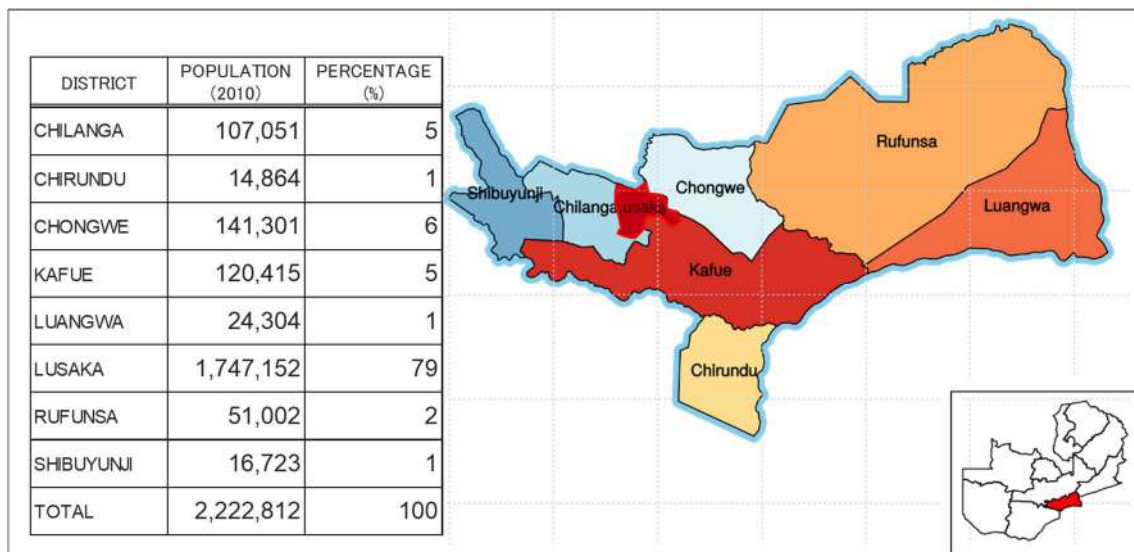 DISTRICT POPULATION (2010) PERCENTAGE (%)
CHILANGA 107,051 5
CHIRUNDU 14,864 1
CHONGWE 141,301 6
KAFUE 120,415 5
LUANGWA 24,304 1
LUSAKA 1,747,152 79
RUFUNSA 51,002 2
SHIBUYUNJI 16,723 1
TOTAL 2,222,812 100
Rufunsa
Shibuyunji
Chilanga
Lusaka
Chongwe
Luangwa
Kafue
Chirundu